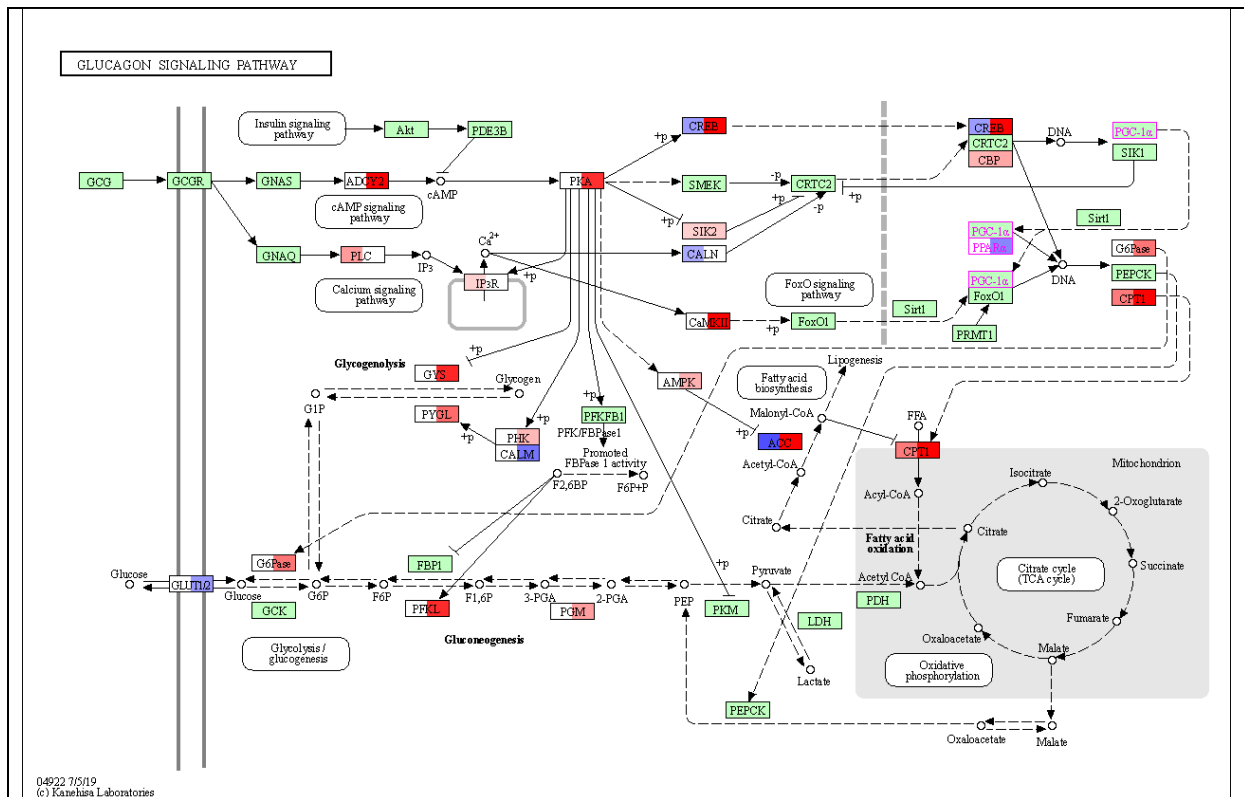 GLUCAGON SIGNALING PATHWAY
Insulin signaling
pathway
Akt
PDE3B
+p
CREB
CREB
CRTC2
CBP
DNA
PGC-1α
SIK1
GCG
GCGR
GNAS
ADCY2
cAMP
PKA
SMEK
-p
+p
CRTC2
-p
+p
cAMP signaling
pathway
+p
SIK2
Sirt1
GNAQ
PLC
IP3
Ca2+
IP3R
+p
CALN
PGC-1α
PPARα
G6Pase
Calcium signaling
pathway
FoxO signaling
pathway
PGC-1α
FoxO1
DNA
PEPCK
CPT1
CaMKII
+p
FoxO1
Sirt1
PRMT1
Glycogenolysis
+p
GYS
Glycogen
G1P
AMPK
Fatty acid
biosynthesis
Lipogenesis
PYGL
+p
+p
PHK
CALM
+p
PFKFB1
PFK/FBPase1
Promoted
FBPase 1 activity
F2,6BP
F6P+P
+p
ACC
Malonyl-CoA
FFA
CPT1
Acetyl-CoA
Mitochondrion
Isocitrate
Acyl-CoA
2-Oxoglutarate
Citrate
Citrate
Fatty acid
oxidation
G6Pase
FBP1
Glucose
GLUT1/2
Glucose
G6P
F6P
F1,6P
3-PGA
2-PGA
PEP
Pyruvate
Acetyl CoA
Citrate cycle
(TCA cycle)
Succinate
GCK
PFKL
PGM
PKM
LDH
PDH
Fumarate
Gluconeogenesis
Oxaloacetate
Glycolysis /
glucogenesis
Lactate
Oxidative
phosphorylation
Malate
PEPCK
Oxaloacetate
Malate
04922 7/5/19
(c) Kanehisa Laboratories